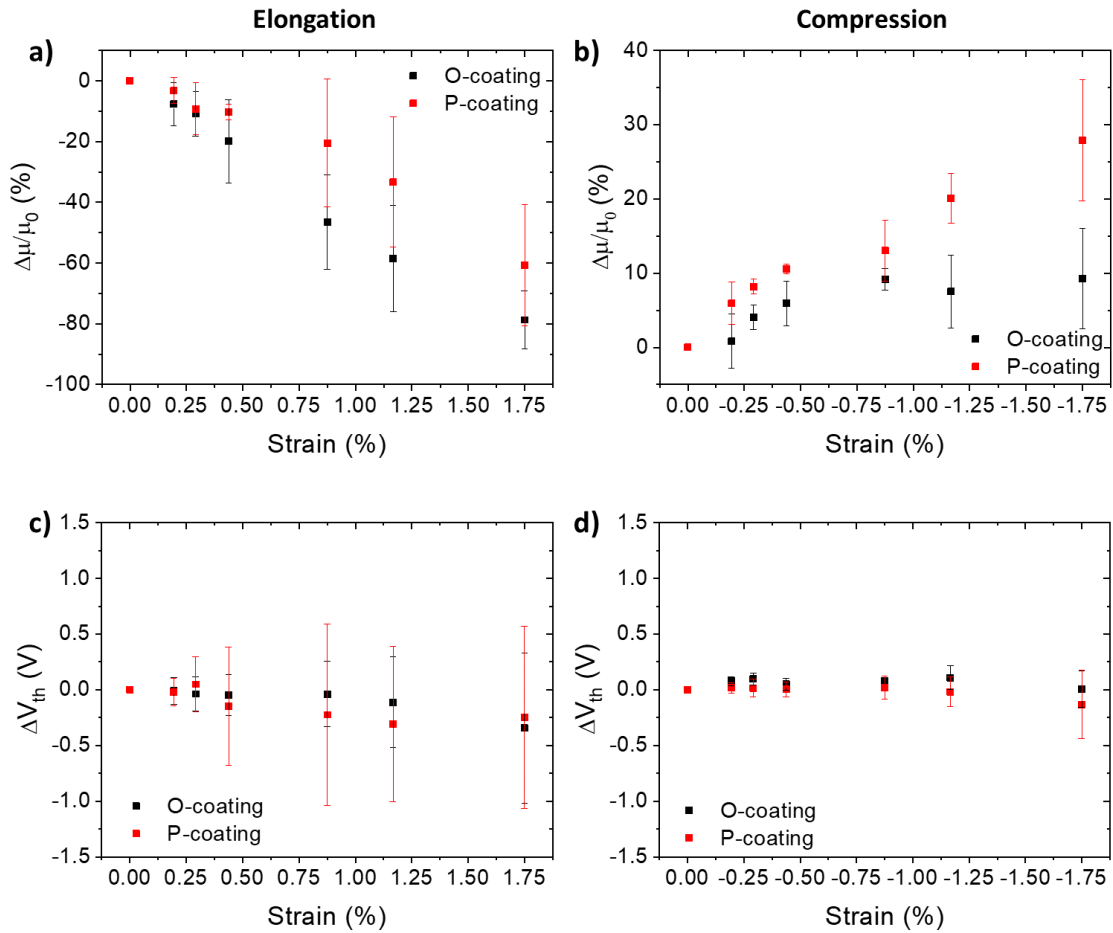 Elongation
Compression
a)
0
-20
-40
-60
-80
-100
Δμ/μ0 (%)
O-coating
P-coating
0.00 0.25 0.50 0.75 1.00 1.25 1.50 1.75
Strain (%)
b)
40
30
20
10
0
Δμ/μ0 (%)
O-coating
P-coating
0.00 -0.25 -0.50 -0.75 -1.00 -1.25 -1.50 -1.75
Strain (%)
c)
1.5
1.0
0.5
0.0
-0.5
-1.0
-1.5
ΔVth (V)
O-coating
P-coating
0.00 0.25 0.50 0.75 1.00 1.25 1.50 1.75
Strain (%)
d)
1.5
1.0
0.5
0.0
-0.5
-1.0
-1.5
ΔVth (V)
O-coating
P-coating
0.00 -0.25 -0.50 -0.75 -1.00 -1.25 -1.50 -1.75
Strain (%)